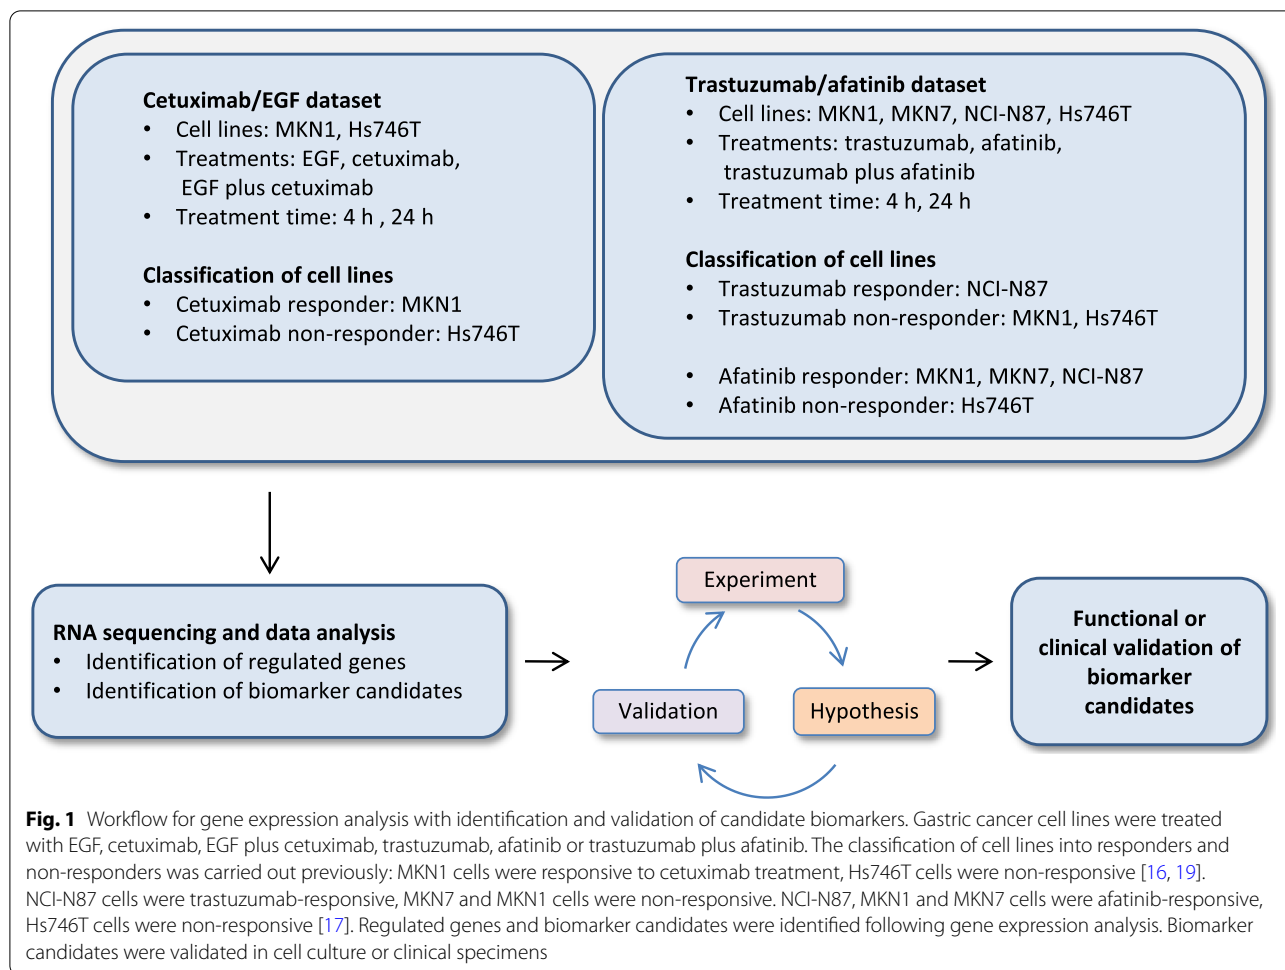 Cetuximab/EGF dataset
• Cell lines: MKN1, Hs746T
• Treatments: EGF, cetuximab,
EGF plus cetuximab
• Treatment time: 4 h , 24 h
Classification of cell lines
• Cetuximab responder: MKN1
• Cetuximab non-responder: Hs746T
Trastuzumab/afatinib dataset
• Cell lines: MKN1, MKN7, NCI-N87, Hs746T
• Treatments: trastuzumab, afatinib,
trastuzumab plus afatinib
• Treatment time: 4 h, 24 h
Classification of cell lines
• Trastuzumab responder: NCI-N87
• Trastuzumab non-responder: MKN1, Hs746T
• Afatinib responder: MKN1, MKN7, NCI-N87
• Afatinib non-responder: Hs746T
RNA sequencing and data analysis
• Identification of regulated genes
• Identification of biomarker candidates
Experiment
Validation
Hypothesis
Functional or
clinical validation of
biomarker
candidates
Fig. 1 Workflow for gene expression analysis with identification and validation of candidate biomarkers. Gastric cancer cell lines were treated
with EGF, cetuximab, EGF plus cetuximab, trastuzumab, afatinib or trastuzumab plus afatinib. The classification of cell lines into responders and
non-responders was carried out previously: MKN1 cells were responsive to cetuximab treatment, Hs746T cells were non-responsive [16, 19].
NCI-N87 cells were trastuzumab-responsive, MKN7 and MKN1 cells were non-responsive. NCI-N87, MKN1 and MKN7 cells were afatinib-responsive,
Hs746T cells were non-responsive [17]. Regulated genes and biomarker candidates were identified following gene expression analysis. Biomarker
candidates were validated in cell culture or clinical specimens